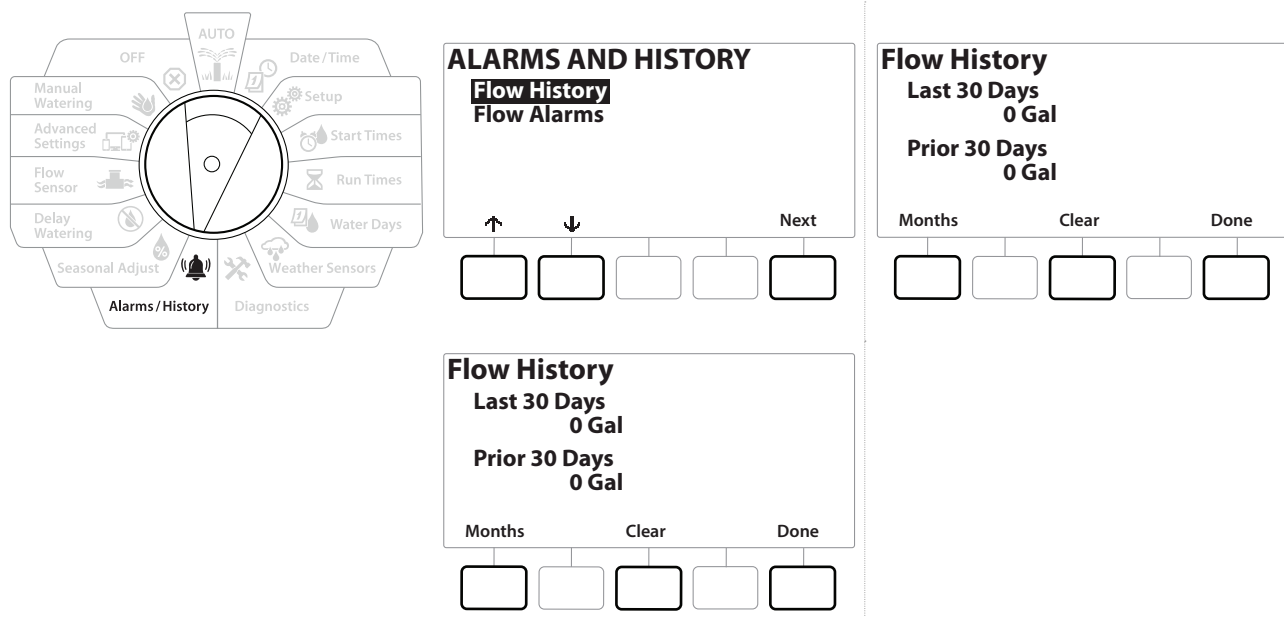 AUTO
OFF
Date/Time
Manual
Watering
Setup
Advanced
Settings
Start Times
Flow
Sensor
Run Times
Delay
Watering
Water Days
Seasonal Adjust
%
Weather Sensors
Alarms/History
Diagnostics
ALARMS AND HISTORY
Flow History
Flow Alarms
Next
Flow History
Last 30 Days
0 Gal
Prior 30 Days
0 Gal
Months Clear Done
Flow History
Last 30 Days
0 Gal
Prior 30 Days
0 Gal
Months Clear Done